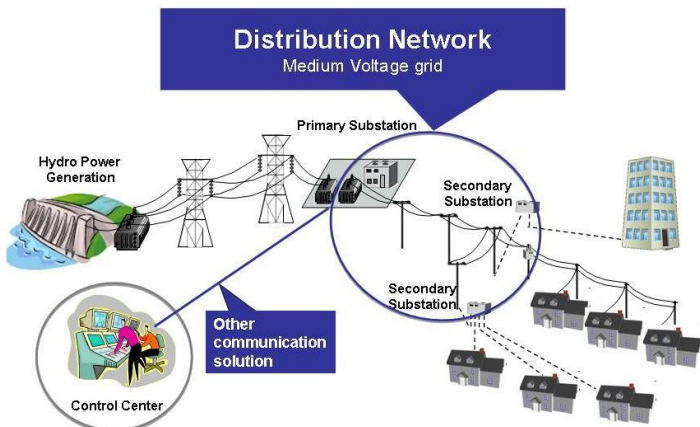 Distribution Network
Medium Voltage grid
Primary Substation
Hydro Power
Generation
Secondary
Substation
Secondary
Substation
Other
communication
solution
Control Center